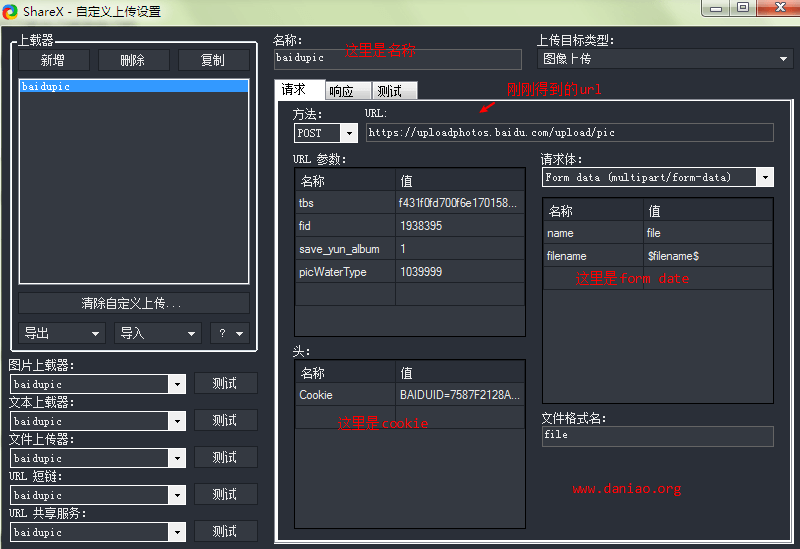 ShareX - 自定义上传设置
上载器
新增 删除 复制
baidupic
清除自定义上传...
导出 导入 ?
图片上载器:
baidupic 测试
文本上载器:
baidupic 测试
文件上传器:
baidupic 测试
URL 短链:
baidupic 测试
URL 共享服务:
baidupic 测试
名称:
这里是名称
baidupic
上传目标类型:
图像上传
请求 响应 测试
刚刚得到的url
方法: URL:
POST https://uploadphotos.baidu.com/upload/pic
URL 参数:
名称 值
tbs f431f0fd700f6e170158...
fid 1938395
save_yun_album 1
picWaterType 1039999
头:
名称 值
Cookie BAIDUID=7587F2128A...
这里是cookie
请求体:
Form data (multipart/form-data)
名称 值
name file
filename $filename$
这里是form date
文件格式名:
file
www.daniao.org